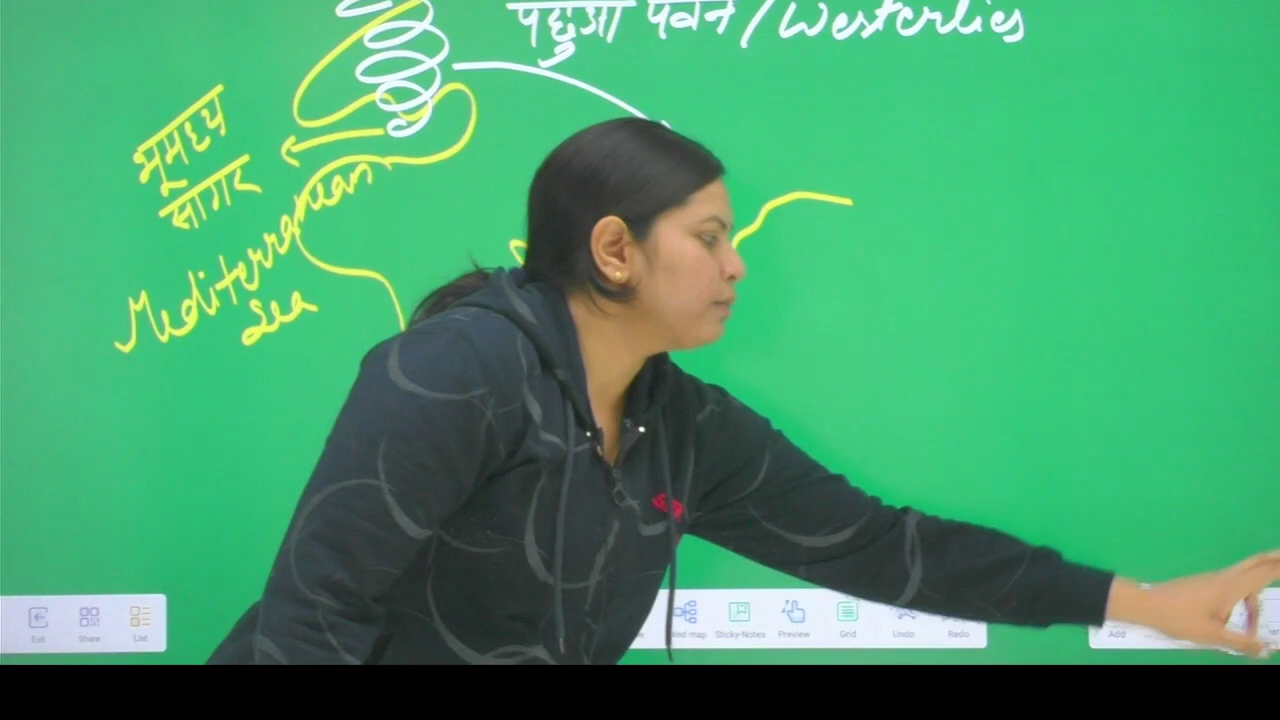 पछुआ पवन / Westerlies
भूमध्य
सागर
Mediterranean
Sea
Exit
Share
List
Mind map
Sticky-Notes
Preview
Grid
Undo
Redo
Add